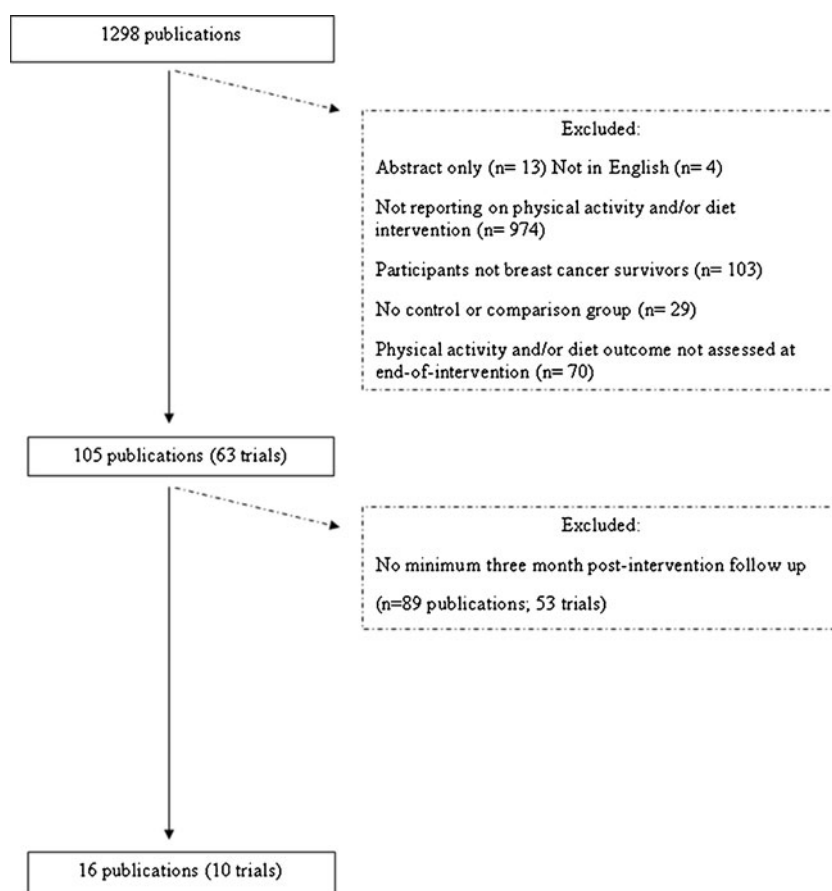 1298 publications
Excluded:
Abstract only (n= 13) Not in English (n= 4)
Not reporting on physical activity and/or diet
intervention (n= 974)
Participants not breast cancer survivors (n= 103)
No control or comparison group (n= 29)
Physical activity and/or diet outcome not assessed at
end-of-intervention (n= 70)
105 publications (63 trials)
Excluded:
No minimum three month post-intervention follow up
(n=89 publications; 53 trials)
16 publications (10 trials)